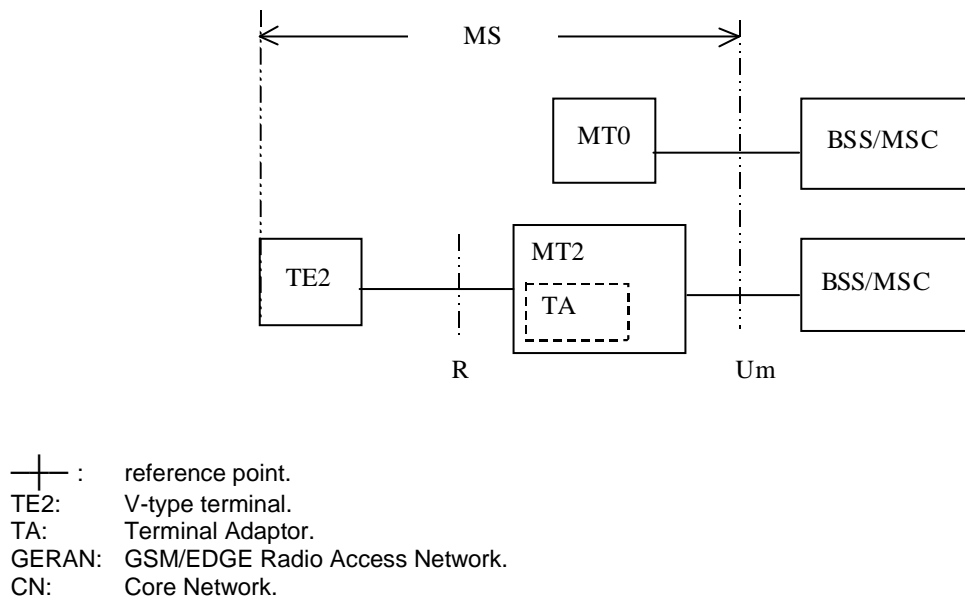 MS
MT0
BSS/MSC
MT2
TE2
TA
BSS/MSC
R
Um
: reference point.
TE2: V-type terminal.
TA: Terminal Adaptor.
GERAN: GSM/EDGE Radio Access Network.
CN: Core Network.